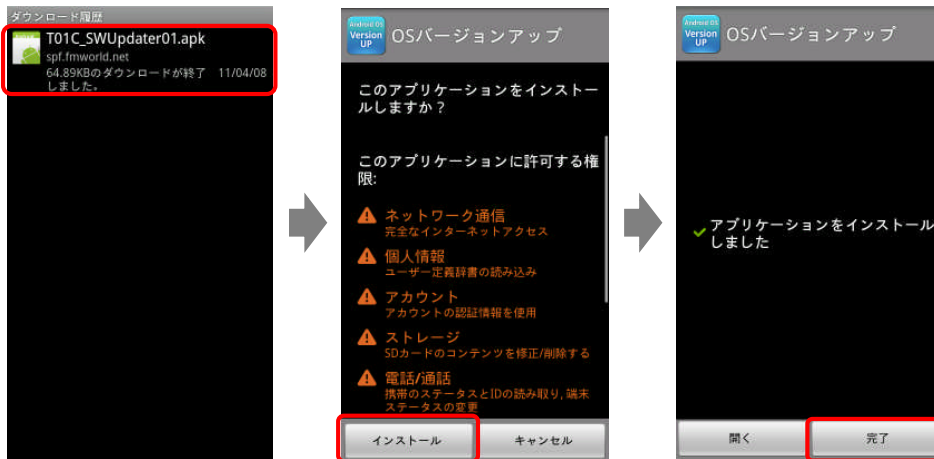 ダウンロード履歴
T01C_SWUpdater01.apk
spf.fmworld.net
64.89KBのダウンロードが終了 11/04/08
しました。
Android OS
Version
UP
OSバージョンアップ
このアプリケーションをインストー
ルしますか？
このアプリケーションに許可する権
限:
ネットワーク通信
完全なインターネットアクセス
個人情報
ユーザー定義辞書の読み込み
アカウント
アカウントの認証情報を使用
ストレージ
SDカードのコンテンツを修正/削除する
電話/通話
携帯のステータスとIDの読み取り, 端末
ステータスの変更
インストール
キャンセル
Android OS
Version
UP
OSバージョンアップ
アプリケーションをインストール
しました
開く
完了